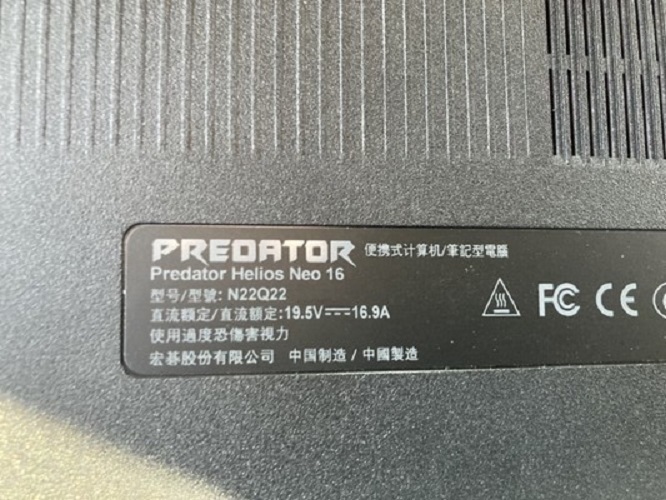 PREDATOR 便携式计算机/筆記型電腦
Predator Helios Neo 16
型号/型號: N22Q22
直流额定/直流額定:19.5V⎓16.9A
使用過度恐傷害視力
宏碁股份有限公司 中国制造 / 中國製造
FC CE